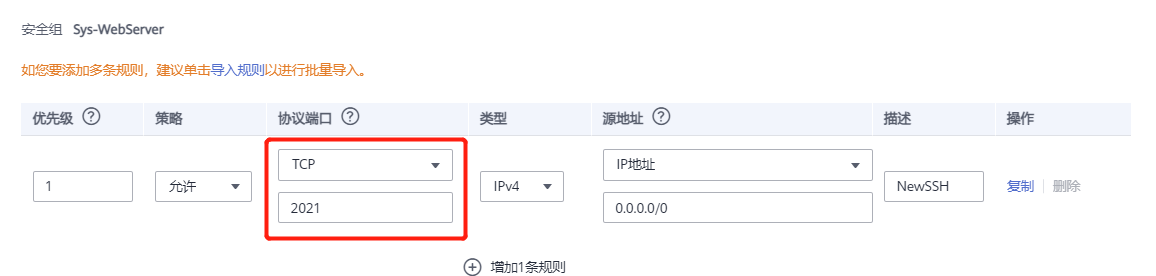 安全组 Sys-WebServer
如您要添加多条规则，建议单击导入规则以进行批量导入。
优先级 ? 策略 协议端口 ? 类型 源地址 ? 描述 操作
1 允许 TCP IPv4 IP地址 NewSSH 复制 删除
2021 0.0.0.0/0
增加1条规则